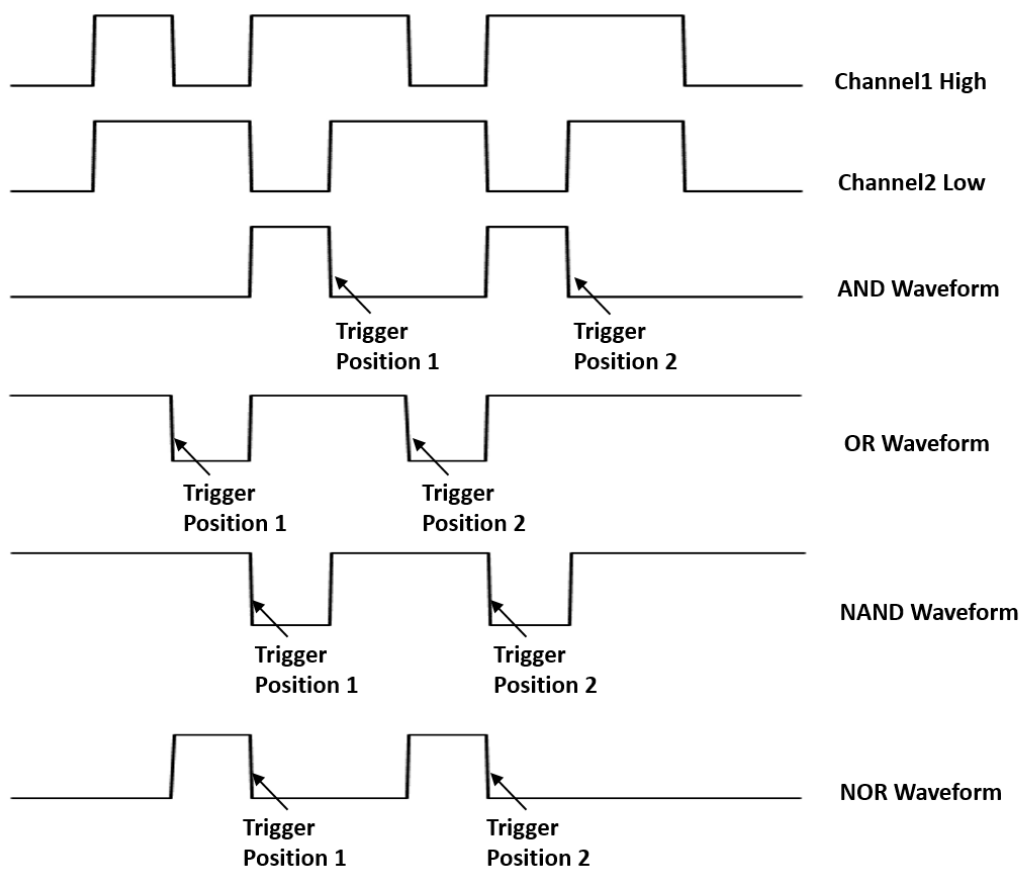 Channel1 High
Channel2 Low
AND Waveform
Trigger
Position 1
Trigger
Position 2
OR Waveform
Trigger
Position 1
Trigger
Position 2
NAND Waveform
Trigger
Position 1
Trigger
Position 2
NOR Waveform
Trigger
Position 1
Trigger
Position 2